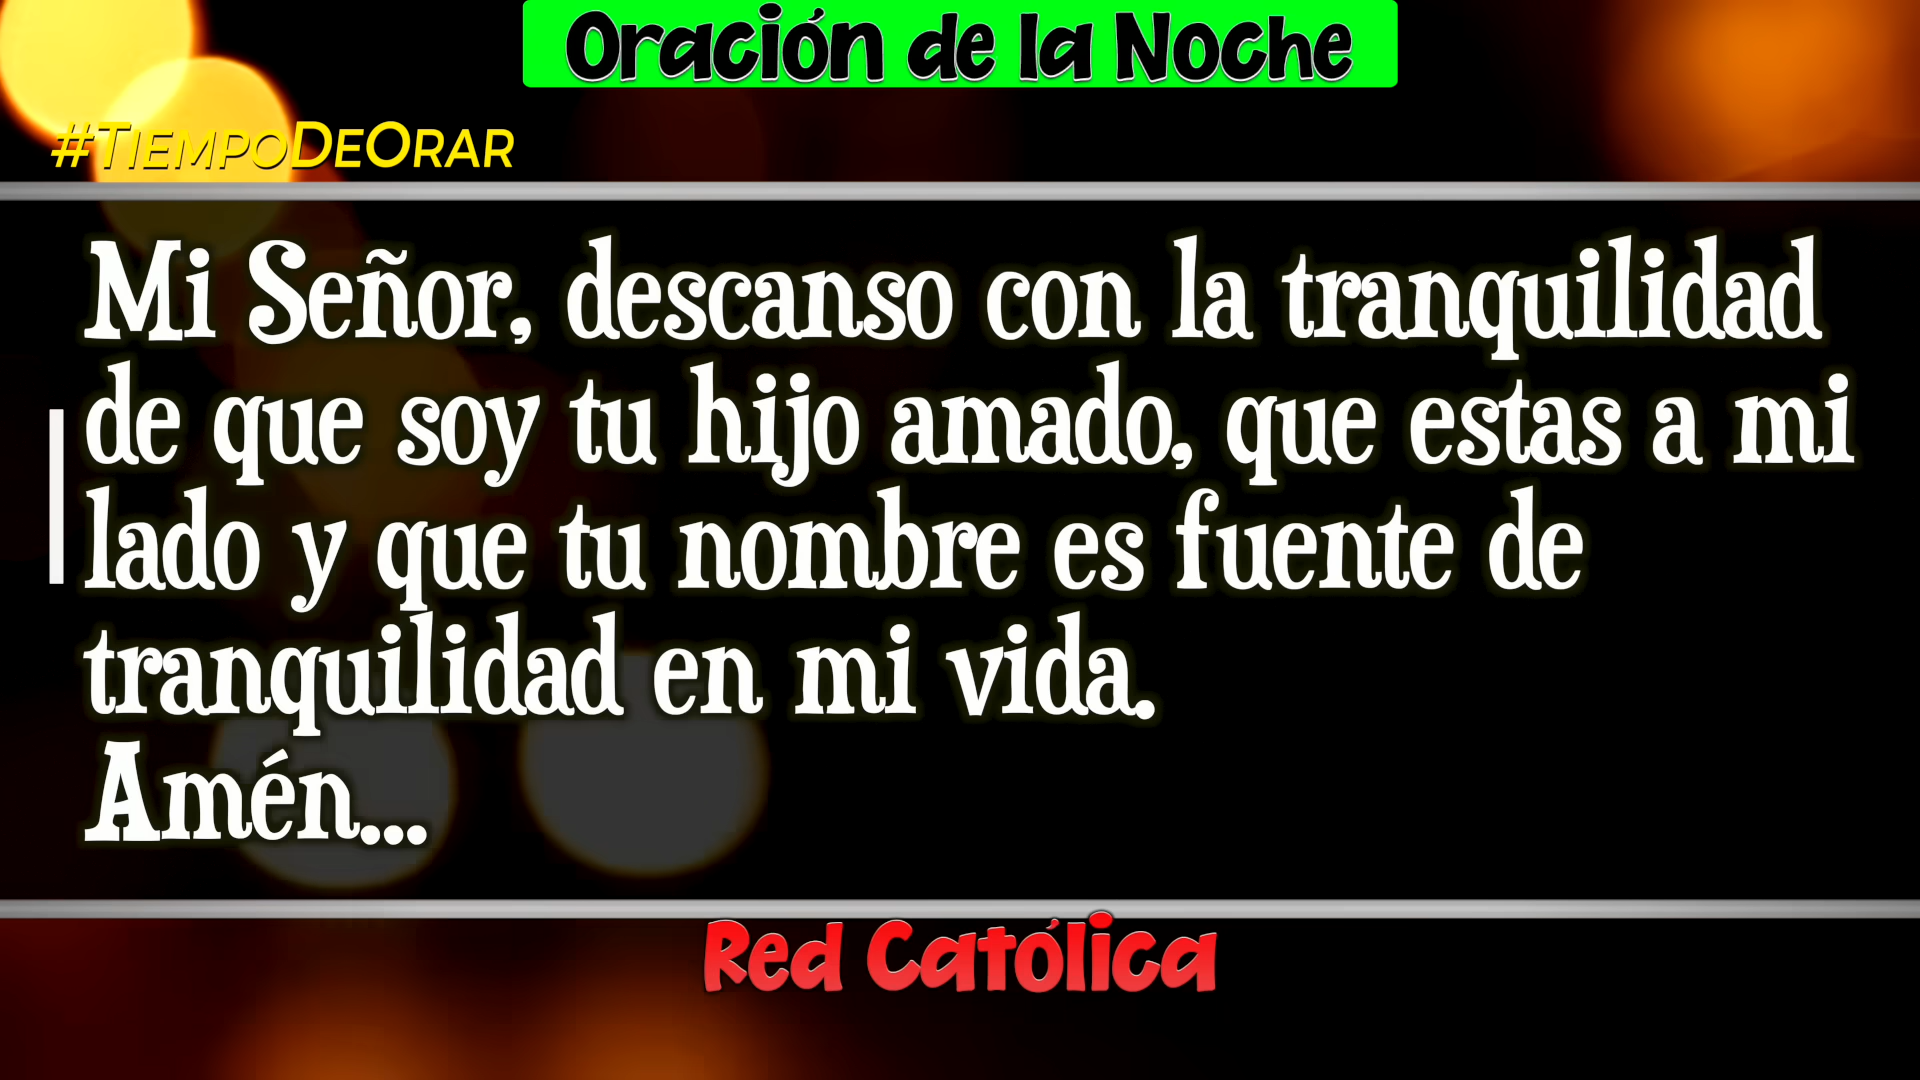 Oración de la Noche
#TiempoDeOrar
Mi Señor, descanso con la tranquilidad
de que soy tu hijo amado, que estas a mi
lado y que tu nombre es fuente de
tranquilidad en mi vida.
Amén...
Red Católica